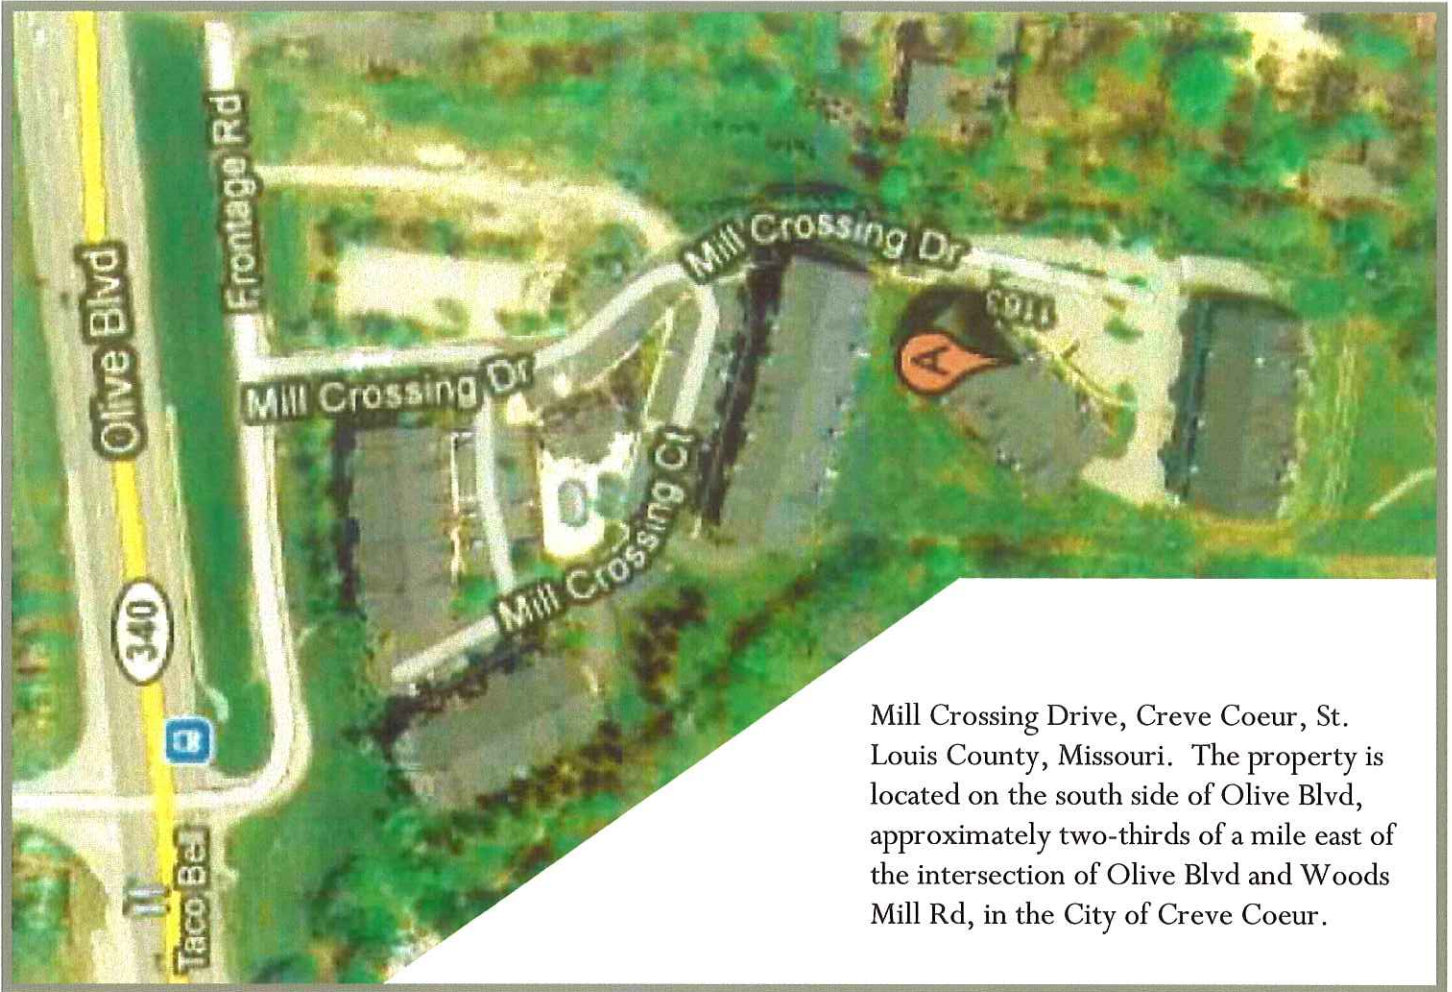 Frontage Rd
Olive Blvd
Mill Crossing Dr
1163
A
Mill Crossing Dr
Mill Crossing Ct
340
Taco Bell
Mill Crossing Drive, Creve Coeur, St.
Louis County, Missouri. The property is
located on the south side of Olive Blvd,
approximately two-thirds of a mile east of
the intersection of Olive Blvd and Woods
Mill Rd, in the City of Creve Coeur.